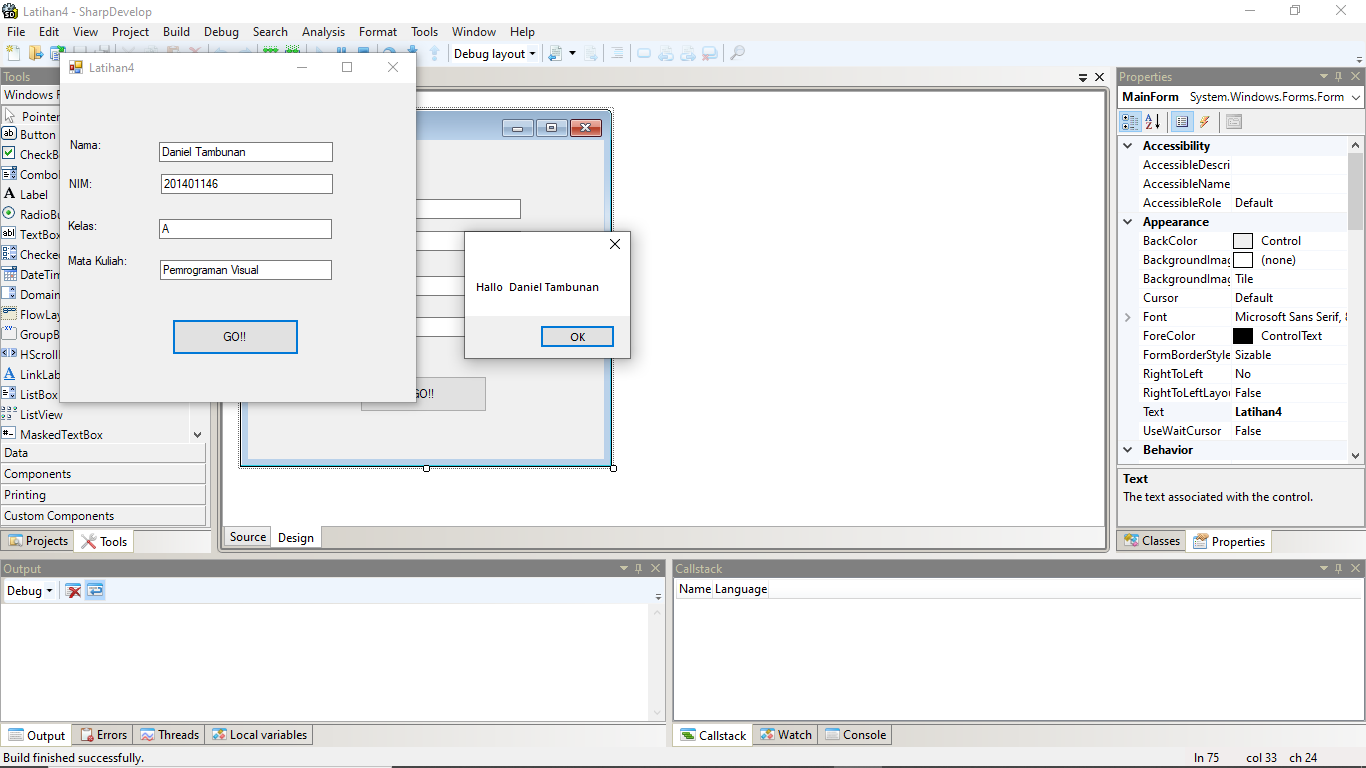 Latihan4 - SharpDevelop
File Edit View Project Build Debug Search Analysis Format Tools Window Help
Debug layout
Tools
Windows F
Pointer
Button
CheckB
Combo
Label
RadioBu
TextBox
Checke
DateTim
Domain
FlowLay
GroupB
HScroll
LinkLab
ListBox
ListView
MaskedTextBox
Data
Components
Printing
Custom Components
Projects Tools
Latihan4
Nama: Daniel Tambunan
NIM: 201401146
Kelas: A
Mata Kuliah: Pemrograman Visual
GO!!
GO!!
Hallo Daniel Tambunan
OK
Source Design
Properties
MainForm System.Windows.Forms.Form
Accessibility
AccessibleDescri
AccessibleName
AccessibleRole Default
Appearance
BackColor Control
BackgroundImag (none)
BackgroundImag Tile
Cursor Default
Font Microsoft Sans Serif, 8
ForeColor ControlText
FormBorderStyle Sizable
RightToLeft No
RightToLeftLayou False
Text Latihan4
UseWaitCursor False
Behavior
Text
The text associated with the control.
Classes Properties
Output
Debug
Output Errors Threads Local variables
Callstack
Name Language
Callstack Watch Console
Build finished successfully.
ln 75 col 33 ch 24